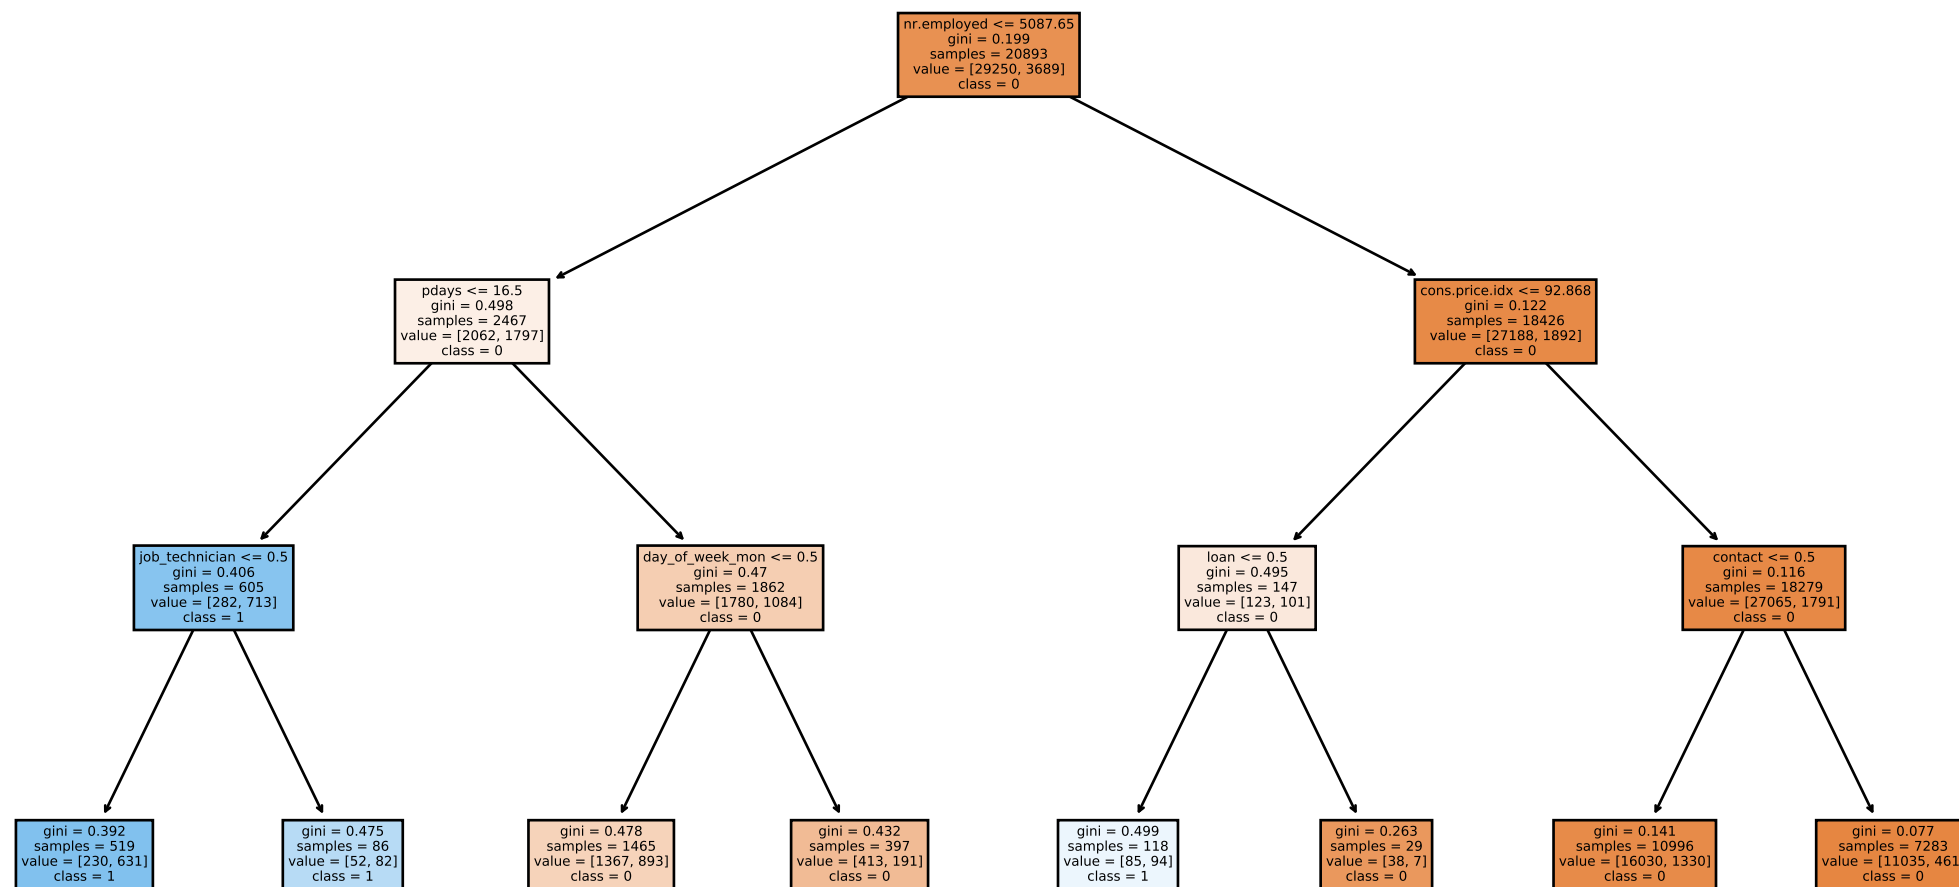 nr.employed <= 5087.65
gini = 0.199
samples = 20893
value = [29250, 3689]
class = 0
pdays <= 16.5
gini = 0.498
samples = 2467
value = [2062, 1797]
class = 0
cons.price.idx <= 92.868
gini = 0.122
samples = 18426
value = [27188, 1892]
class = 0
job_technician <= 0.5
gini = 0.406
samples = 605
value = [282, 713]
class = 1
day_of_week_mon <= 0.5
gini = 0.47
samples = 1862
value = [1780, 1084]
class = 0
loan <= 0.5
gini = 0.495
samples = 147
value = [123, 101]
class = 0
contact <= 0.5
gini = 0.116
samples = 18279
value = [27065, 1791]
class = 0
gini = 0.392
samples = 519
value = [230, 631]
class = 1
gini = 0.475
samples = 86
value = [52, 82]
class = 1
gini = 0.478
samples = 1465
value = [1367, 893]
class = 0
gini = 0.432
samples = 397
value = [413, 191]
class = 0
gini = 0.499
samples = 118
value = [85, 94]
class = 1
gini = 0.263
samples = 29
value = [38, 7]
class = 0
gini = 0.141
samples = 10996
value = [16030, 1330]
class = 0
gini = 0.077
samples = 7283
value = [11035, 461
class = 0